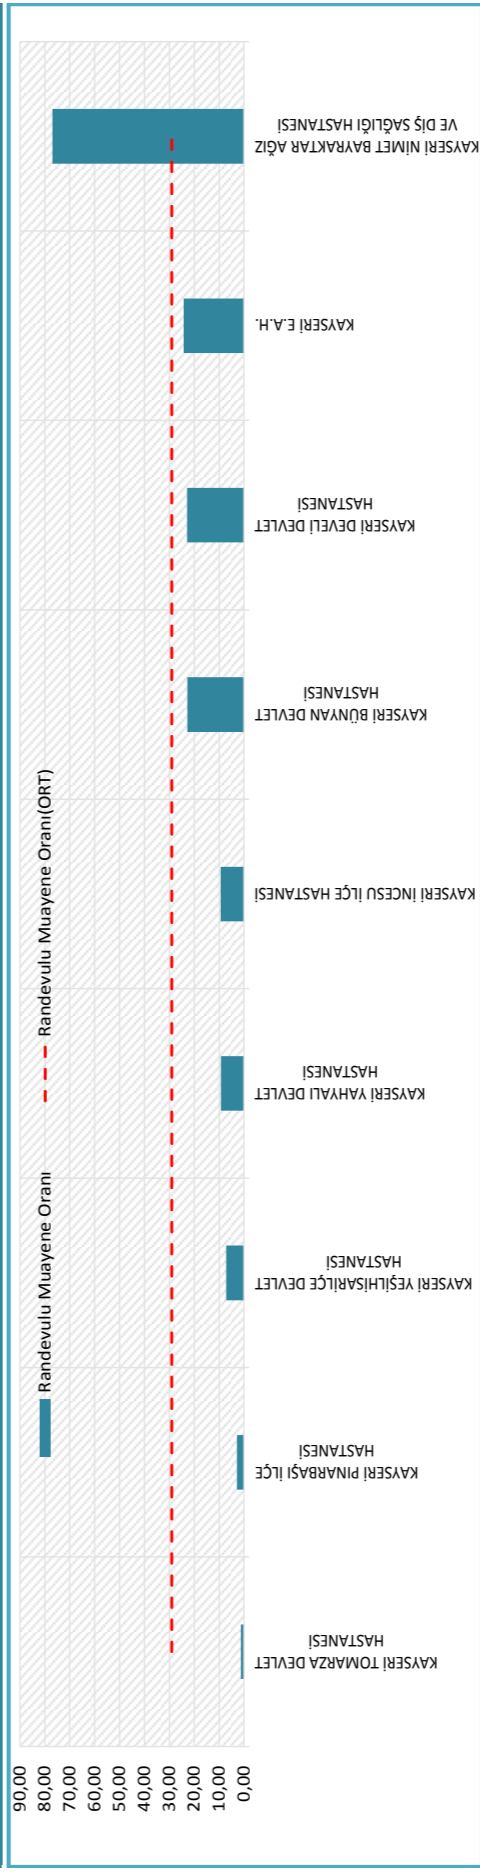 Randevulu Muayene Oranı
Randevulu Muayene Oranı(ORT)
90,00
80,00
70,00
60,00
50,00
40,00
30,00
20,00
10,00
0,00
KAYSERİ TOMARZA DEVLET
HASTANESİ
KAYSERİ PINARBAŞI İLÇE
HASTANESİ
KAYSERİ YEŞİLHİSARİLÇE DEVLET
HASTANESİ
KAYSERİ YAHYALI DEVLET
HASTANESİ
KAYSERİ İNCESU İLÇE HASTANESİ
KAYSERİ BÜNYAN DEVLET
HASTANESİ
KAYSERİ DEVELİ DEVLET
HASTANESİ
KAYSERİ E.A.H.
KAYSERİ NİMET BAYRAKTAR AĞIZ
VE DİŞ SAĞLIĞI HASTANESİ